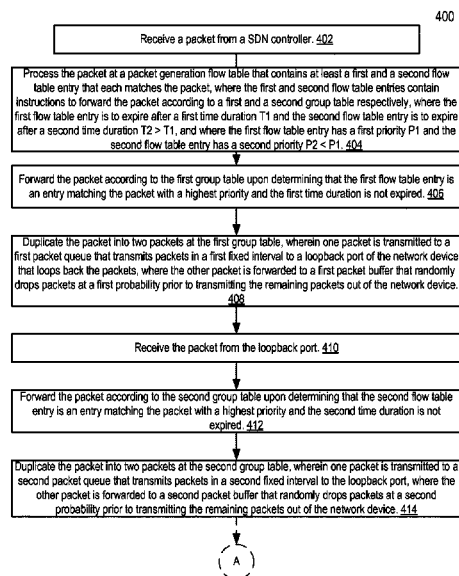 400
Receive a packet from a SDN controller. 402
Process the packet at a packet generation flow table that contains at least a first and a second flow
table entry that each matches the packet, where the first and second flow table entries contain
instructions to forward the packet according to a first and a second group table respectively, where the
first flow table entry is to expire after a first time duration T1 and the second flow table entry is to expire
after a second time duration T2 > T1, and where the first flow table entry has a first priority P1 and the
second flow table entry has a second priority P2 < P1. 404
Forward the packet according to the first group table upon determining that the first flow table entry is
an entry matching the packet with a highest priority and the first time duration is not expired. 406
Duplicate the packet into two packets at the first group table, wherein one packet is transmitted to a
first packet queue that transmits packets in a first fixed interval to a loopback port of the network device
that loops back the packets, where the other packet is forwarded to a first packet buffer that randomly
drops packets at a first probability prior to transmitting the remaining packets out of the network device.
408
Receive the packet from the loopback port. 410
Forward the packet according to the second group table upon determining that the second flow table
entry is an entry matching the packet with a highest priority and the second time duration is not
expired. 412
Duplicate the packet into two packets at the second group table, wherein one packet is transmitted to a
second packet queue that transmits packets in a second fixed interval to the loopback port, where the
other packet is forwarded to a second packet buffer that randomly drops packets at a second
probability prior to transmitting the remaining packets out of the network device. 414
A